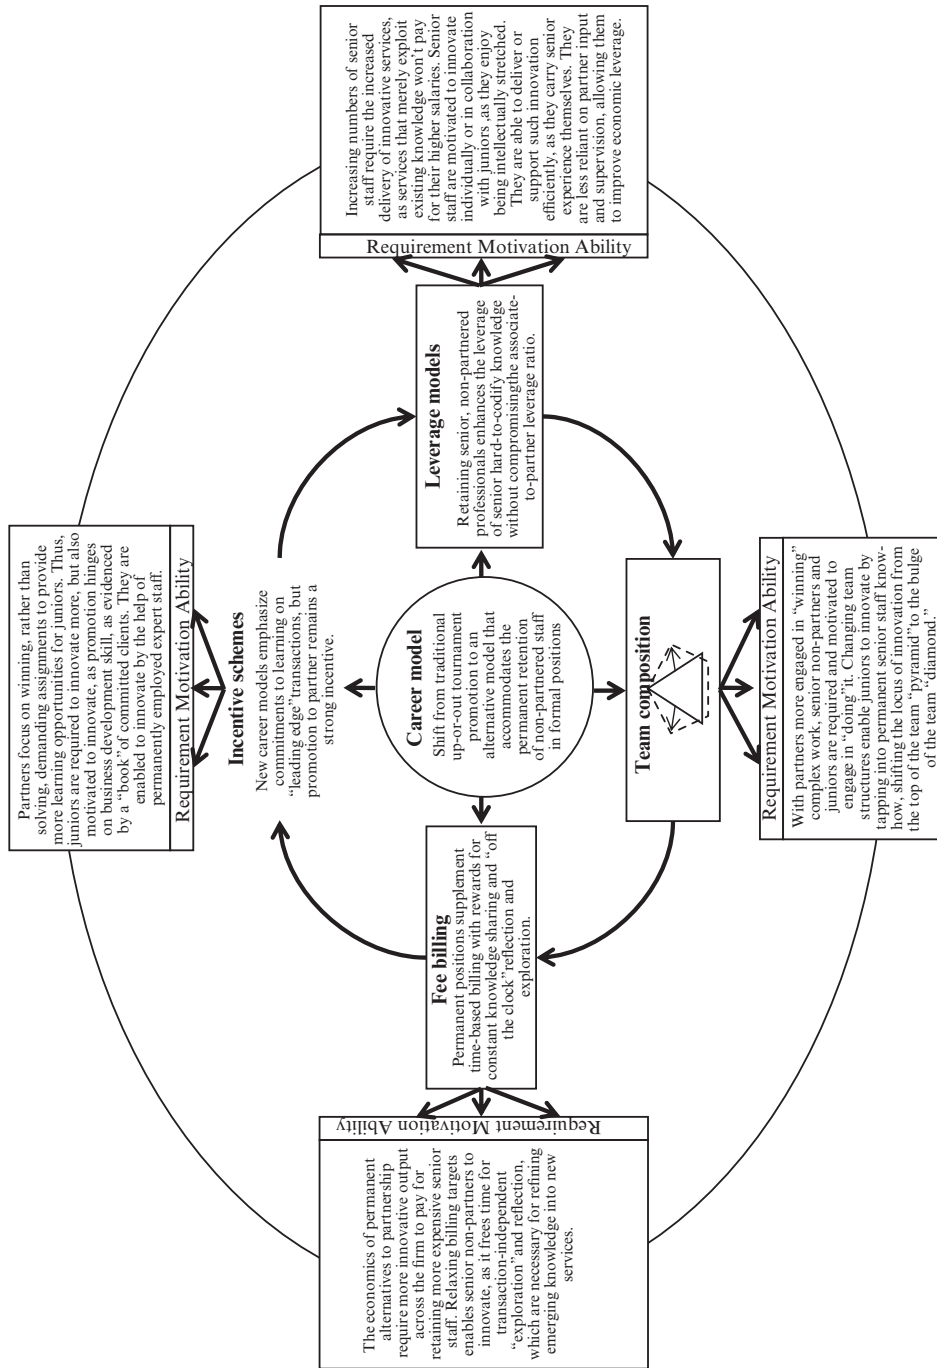 Partners focus on winning, rather than
solving, demanding assignments to provide
more learning opportunities for juniors. Thus,
juniors are required to innovate more, but also
motivated to innovate, as promotion hinges
on business development skill, as evidenced
by a “book”of committed clients. They are
enabled to innovate by the help of
permanently employed expert staff.
Requirement Motivation Ability
Incentive schemes
New career models emphasize
commitments to learning on
“leading edge”transactions, but
promotion to partner remains a
strong incentive.
The economics of permanent
alternatives to partnership
require more innovative output
across the firm to pay for
retaining more expensive senior
staff. Relaxing billing targets
enables senior non-partners to
innovate, as it frees time for
transaction-independent
“exploration”and reflection,
which are necessary for refining
emerging knowledge into new
services.
Requirement Motivation Ability
Fee billing
Permanent positions supplement
time-based billing with rewards for
constant knowledge sharing and “off
the clock”reflection and
exploration.
Career model
Shift from traditional
up-or-out tournament
promotion to an
alternative model that
accommodates the
permanent retention
of non-partnered staff
in formal positions
Leverage models
Retaining senior, non-partnered
professionals enhances the leverage
of senior hard-to-codify knowledge
without compromisingthe associate-
to-partner leverage ratio.
Requirement Motivation Ability
Increasing numbers of senior
staff require the increased
delivery of innovative services,
as services that merely exploit
existing knowledge won’t pay
for their higher salaries. Senior
staff are motivated to innovate
individually or in collaboration
with juniors ,as they enjoy
being intellectually stretched.
They are able to deliver or
support such innovation
efficiently, as they carry senior
experience themselves. They
are less reliant on partner input
and supervision, allowing them
to improve economic leverage.
Team composition
Requirement Motivation Ability
With partners more engaged in “winning”
complex work, senior non-partners and
juniors are required and motivated to
engage in “doing”it. Changing team
structures enable juniors to innovate by
tapping into permanent senior staff know-
how, shifting the locus of innovation from
the top of the team “pyramid”to the bulge
of the team “diamond.”